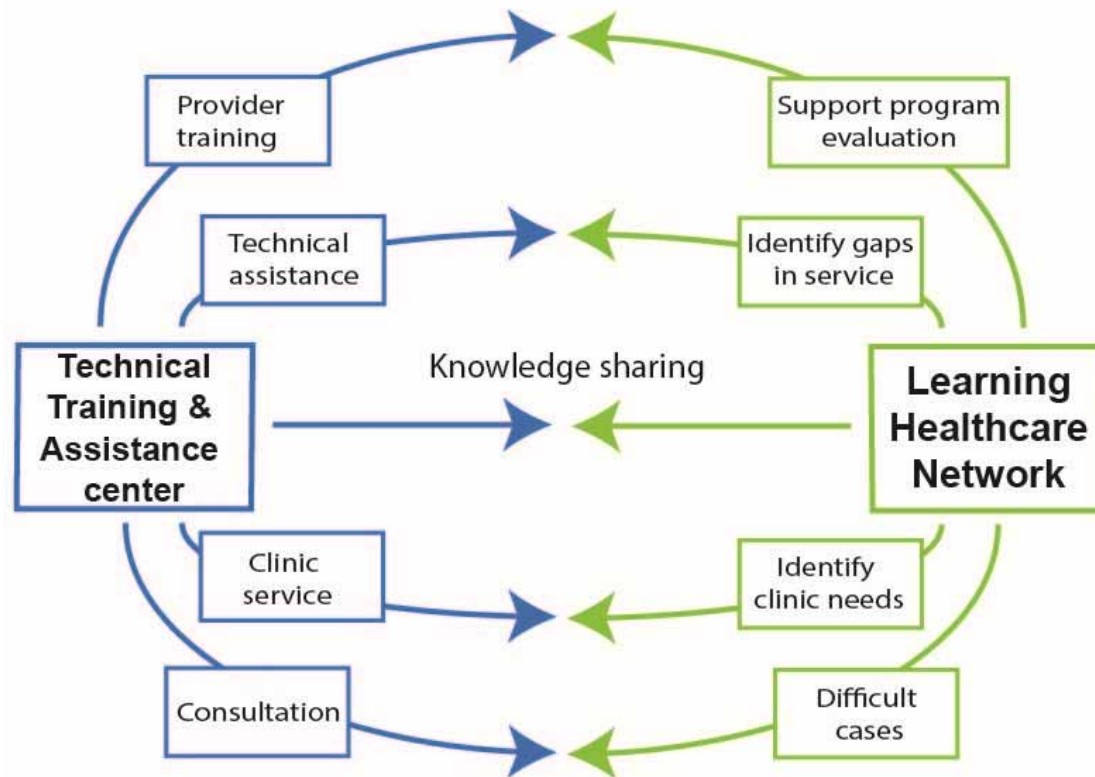 Provider
training
Support program
evaluation
Technical
assistance
Identify gaps
in service
Technical
Training &
Assistance
center
Knowledge sharing
Learning
Healthcare
Network
Clinic
service
Identify
clinic needs
Consultation
Difficult
cases